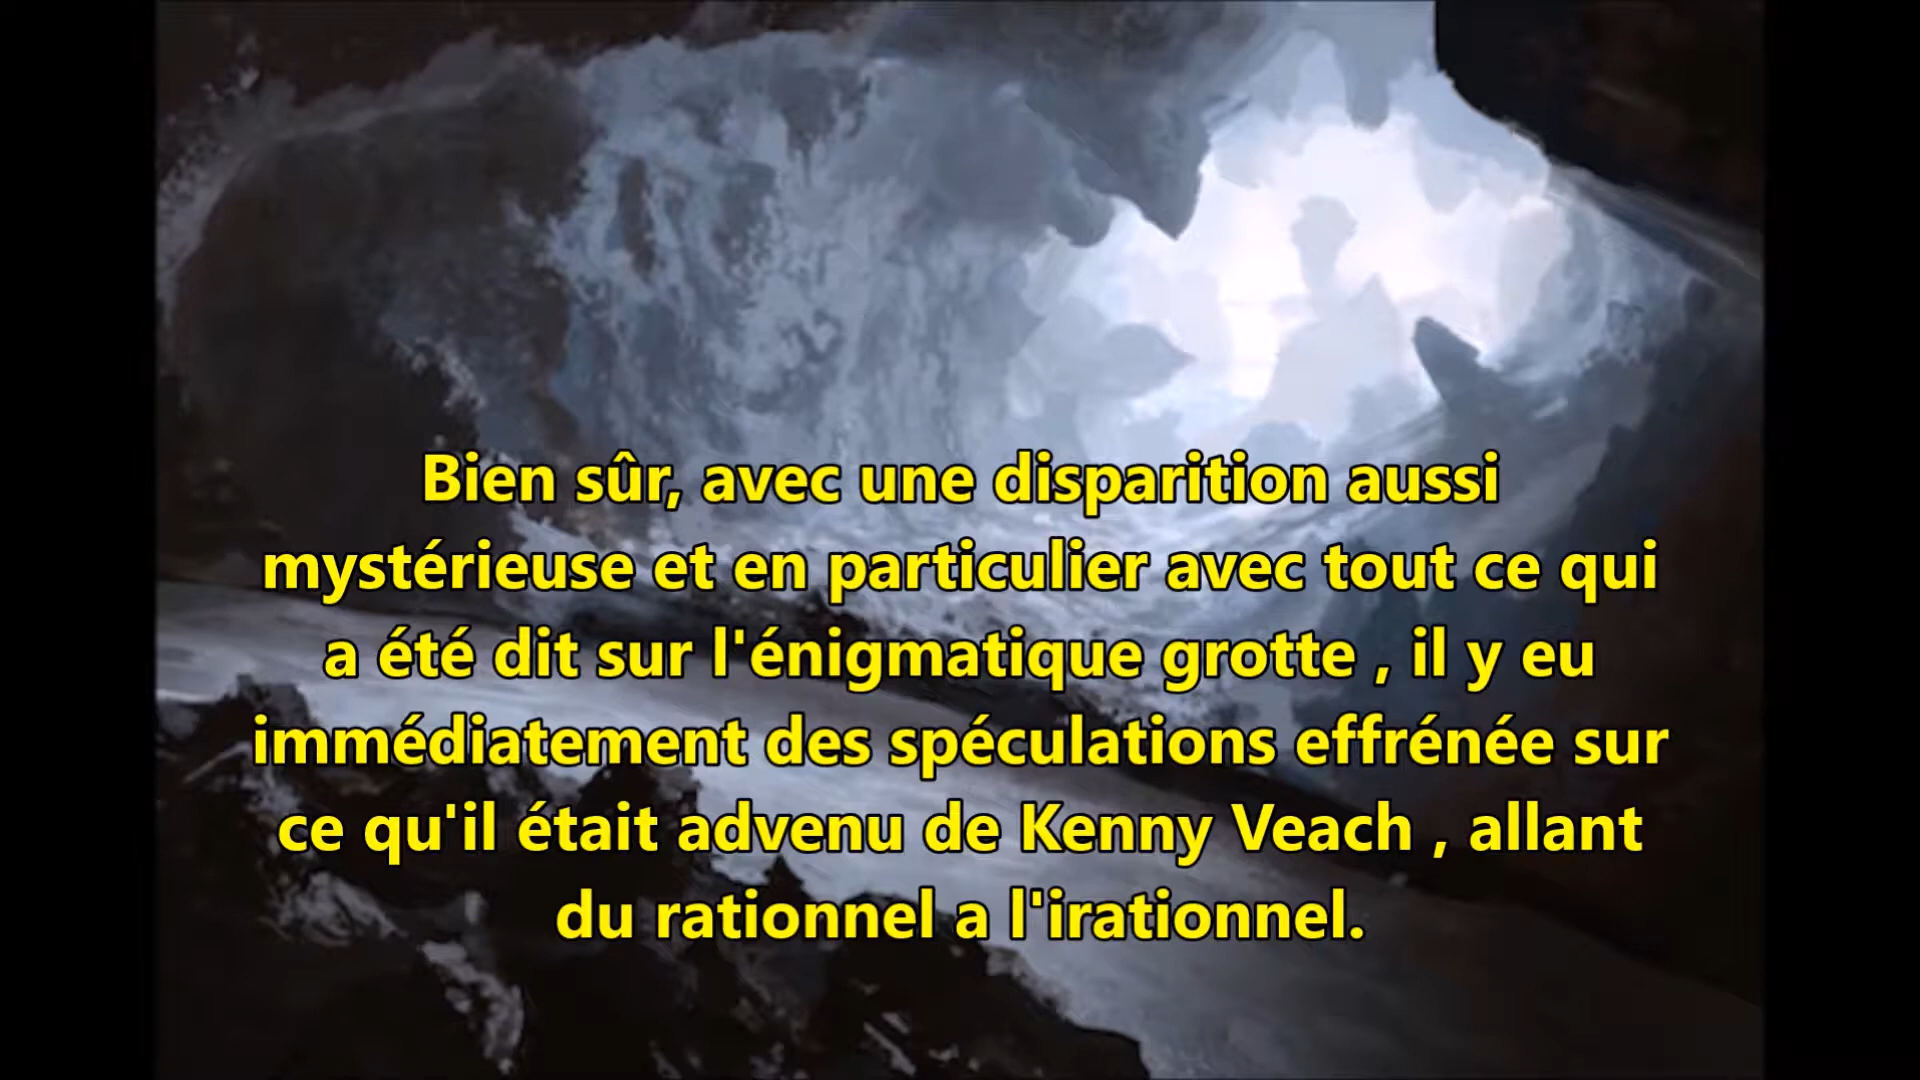 Bien sûr, avec une disparition aussi
mystérieuse et en particulier avec tout ce qui
a été dit sur l'énigmatique grotte , il y eu
immédiatement des spéculations effrénée sur
ce qu'il était advenu de Kenny Veach , allant
du rationnel a l'irationnel.